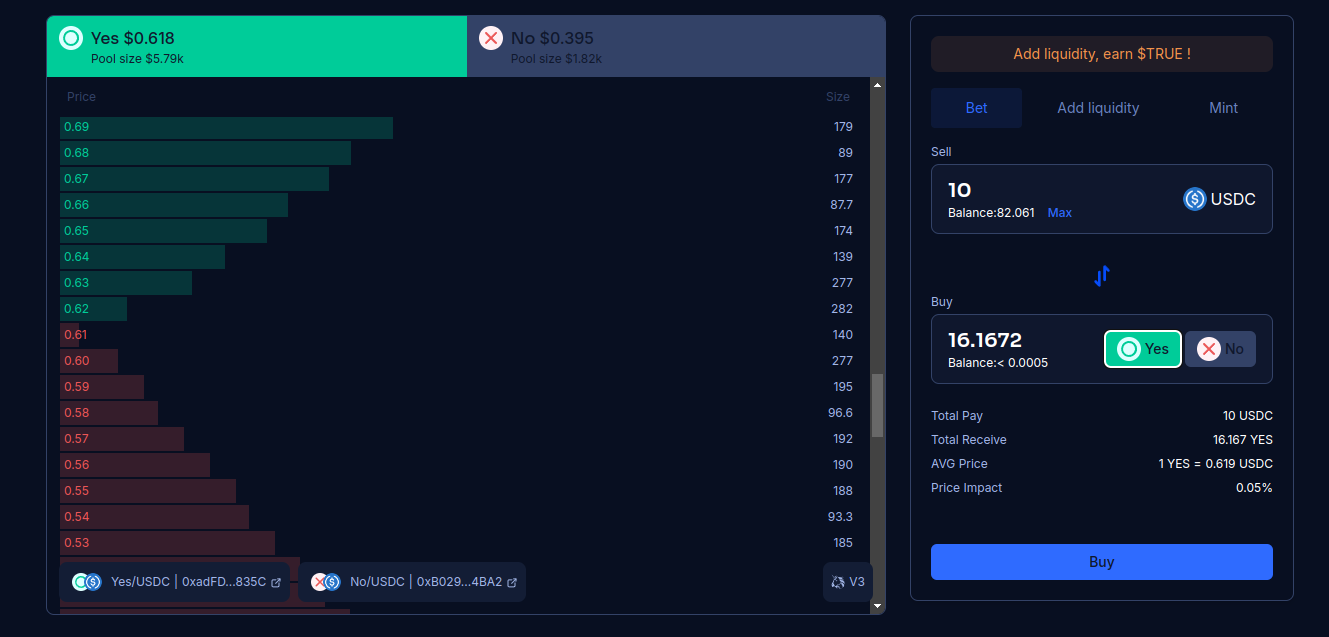 Yes $0.618
Pool size $5.79k
No $0.395
Pool size $1.82k
Price Size
0.69 179
0.68 89
0.67 177
0.66 87.7
0.65 174
0.64 139
0.63 277
0.62 282
0.61 140
0.60 277
0.59 195
0.58 96.6
0.57 192
0.56 190
0.55 188
0.54 93.3
0.53 185
Yes/USDC | 0xadFD...835C
No/USDC | 0xB029...4BA2
V3
Add liquidity, earn $TRUE !
Bet Add liquidity Mint
Sell
10
USDC
Balance:82.061 Max
Buy
16.1672
Yes No
Balance:< 0.0005
Total Pay 10 USDC
Total Receive 16.167 YES
AVG Price 1 YES = 0.619 USDC
Price Impact 0.05%
Buy